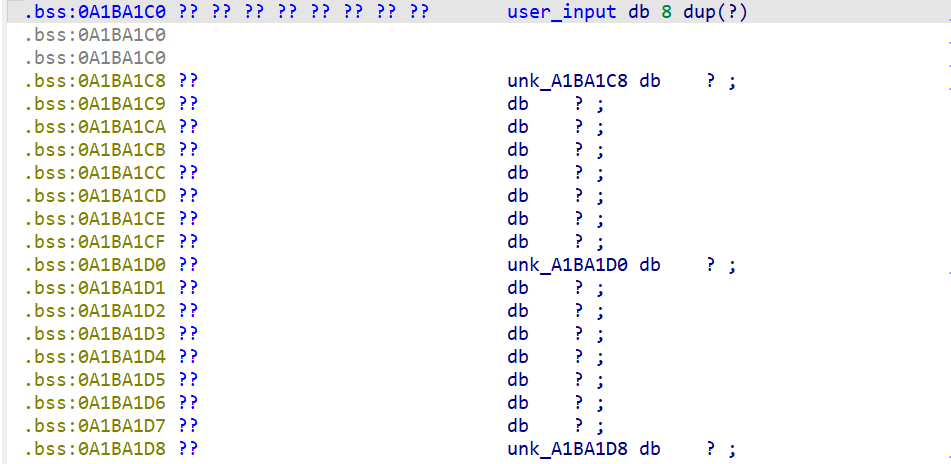 .bss:0A1BA1C0 ?? ?? ?? ?? ?? ?? ?? ?? user_input db 8 dup(?)
.bss:0A1BA1C0
.bss:0A1BA1C0
.bss:0A1BA1C8 ?? unk_A1BA1C8 db ? ;
.bss:0A1BA1C9 ?? db ? ;
.bss:0A1BA1CA ?? db ? ;
.bss:0A1BA1CB ?? db ? ;
.bss:0A1BA1CC ?? db ? ;
.bss:0A1BA1CD ?? db ? ;
.bss:0A1BA1CE ?? db ? ;
.bss:0A1BA1CF ?? db ? ;
.bss:0A1BA1D0 ?? unk_A1BA1D0 db ? ;
.bss:0A1BA1D1 ?? db ? ;
.bss:0A1BA1D2 ?? db ? ;
.bss:0A1BA1D3 ?? db ? ;
.bss:0A1BA1D4 ?? db ? ;
.bss:0A1BA1D5 ?? db ? ;
.bss:0A1BA1D6 ?? db ? ;
.bss:0A1BA1D7 ?? db ? ;
.bss:0A1BA1D8 ?? unk_A1BA1D8 db ? ;